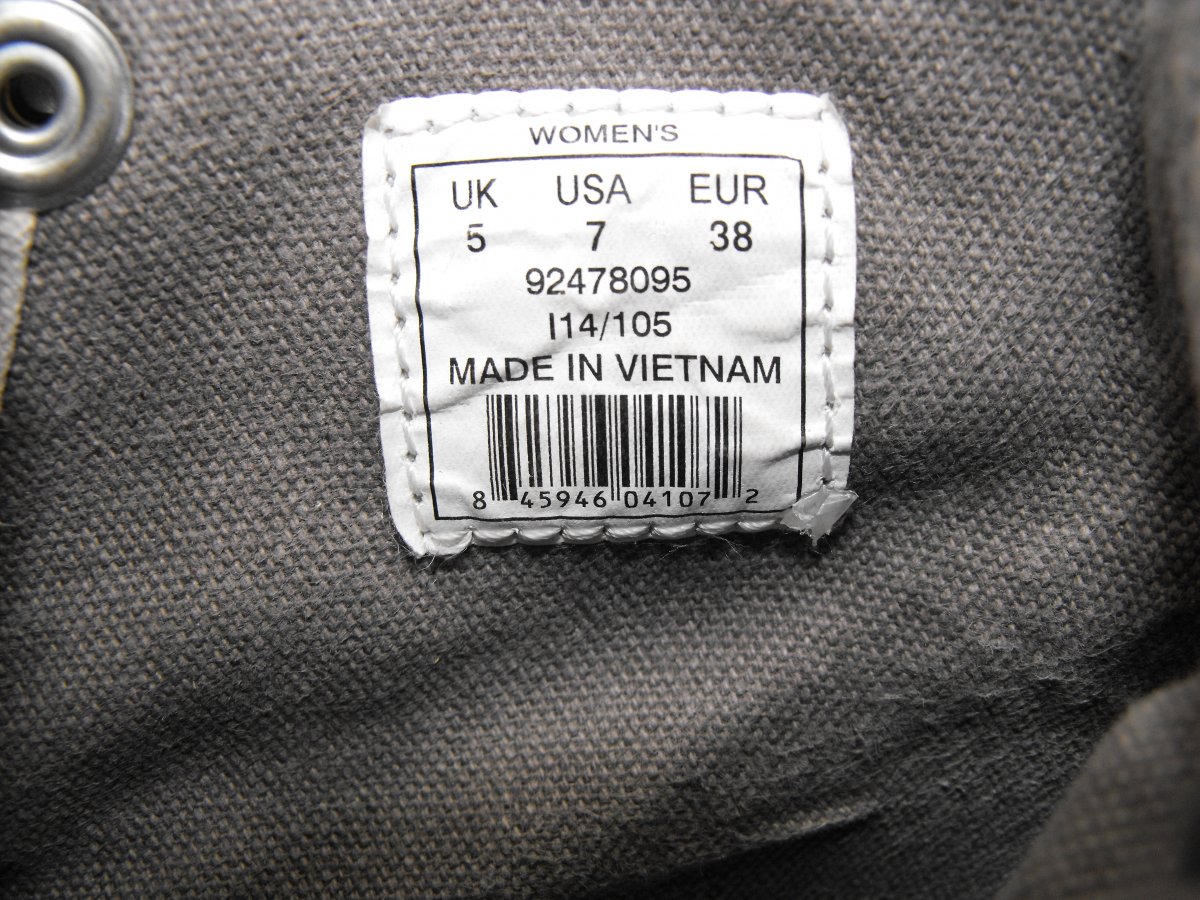 WOMEN'S
UK USA EUR
5 7 38
92478095
I14/105
MADE IN VIETNAM
8 45946 04107 2